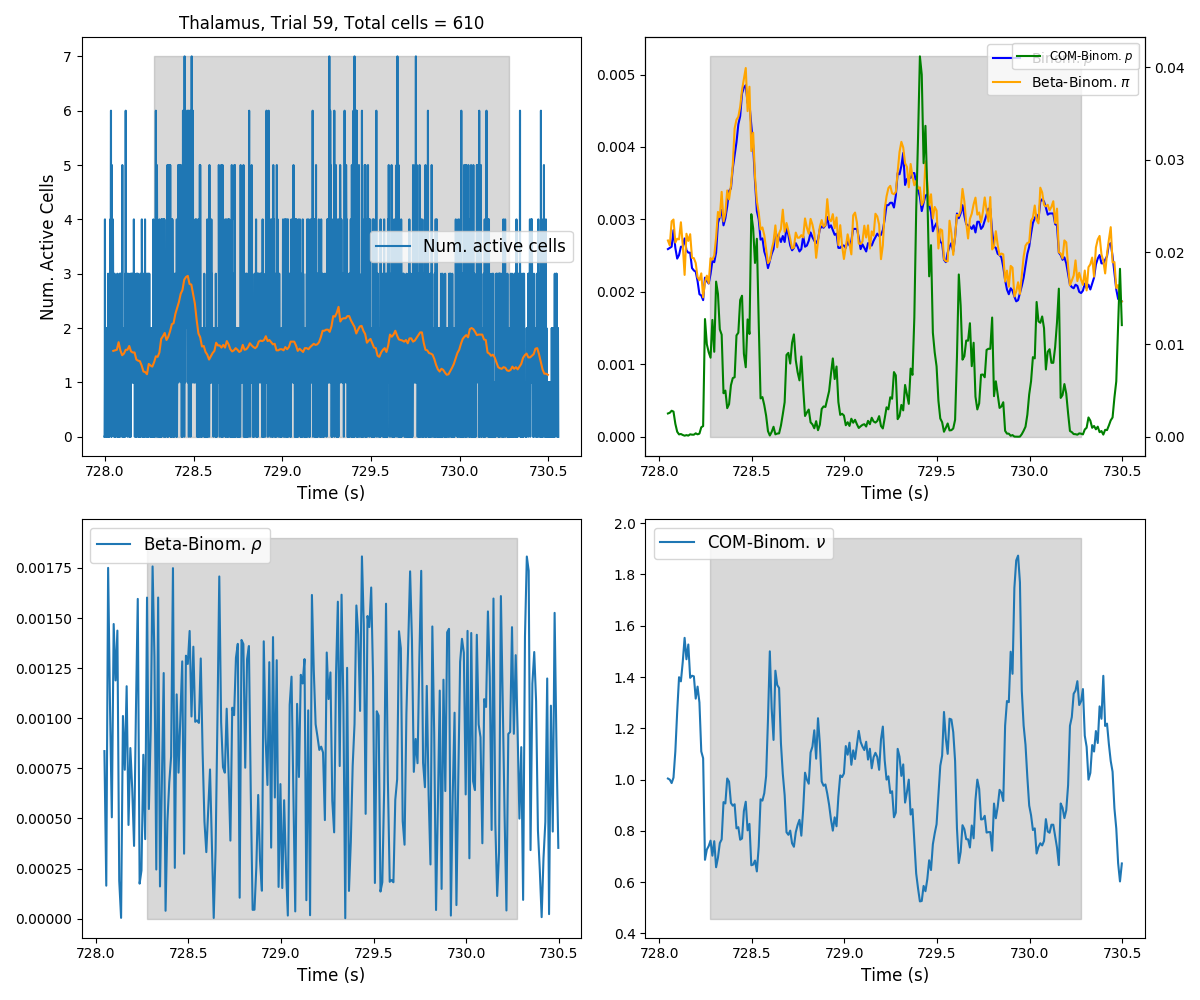 Thalamus, Trial 59, Total cells = 610
Num. Active Cells
7
6
5
4
3
2
1
0
Num. active cells
728.0 728.5 729.0 729.5 730.0 730.5
Time (s)
COM-Binom. p
Beta-Binom. π
0.005
0.004
0.003
0.002
0.001
0.000
0.04
0.03
0.02
0.01
0.00
728.0 728.5 729.0 729.5 730.0 730.5
Time (s)
Beta-Binom. ρ
0.00175
0.00150
0.00125
0.00100
0.00075
0.00050
0.00025
0.00000
728.0 728.5 729.0 729.5 730.0 730.5
Time (s)
COM-Binom. ν
2.0
1.8
1.6
1.4
1.2
1.0
0.8
0.6
0.4
728.0 728.5 729.0 729.5 730.0 730.5
Time (s)